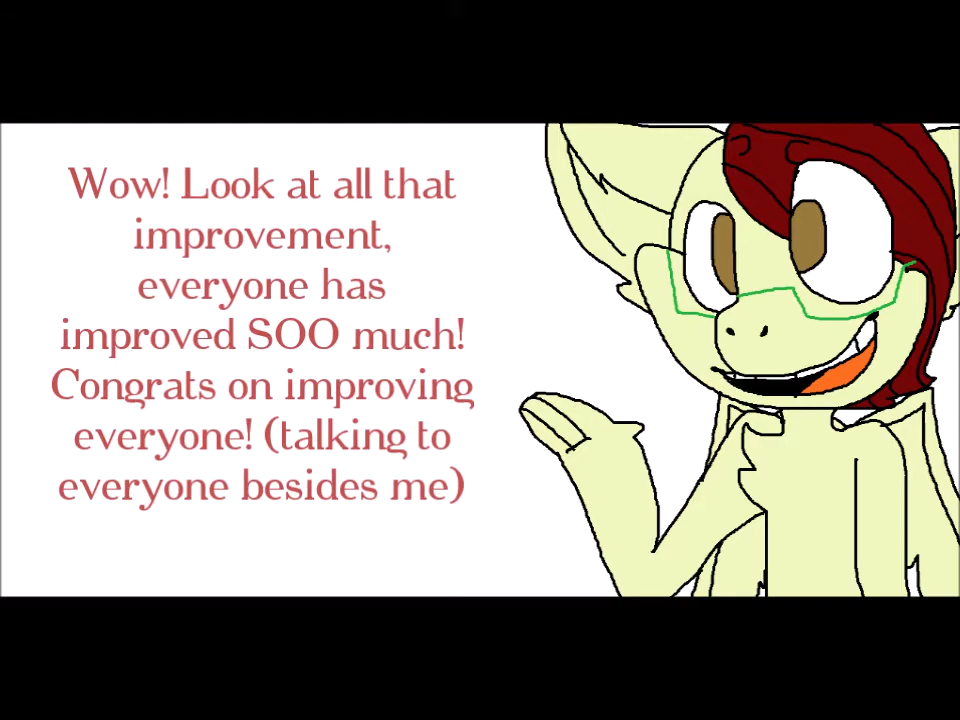 Wow! Look at all that
improvement,
everyone has
improved SOO much!
Congrats on improving
everyone! (talking to
everyone besides me)